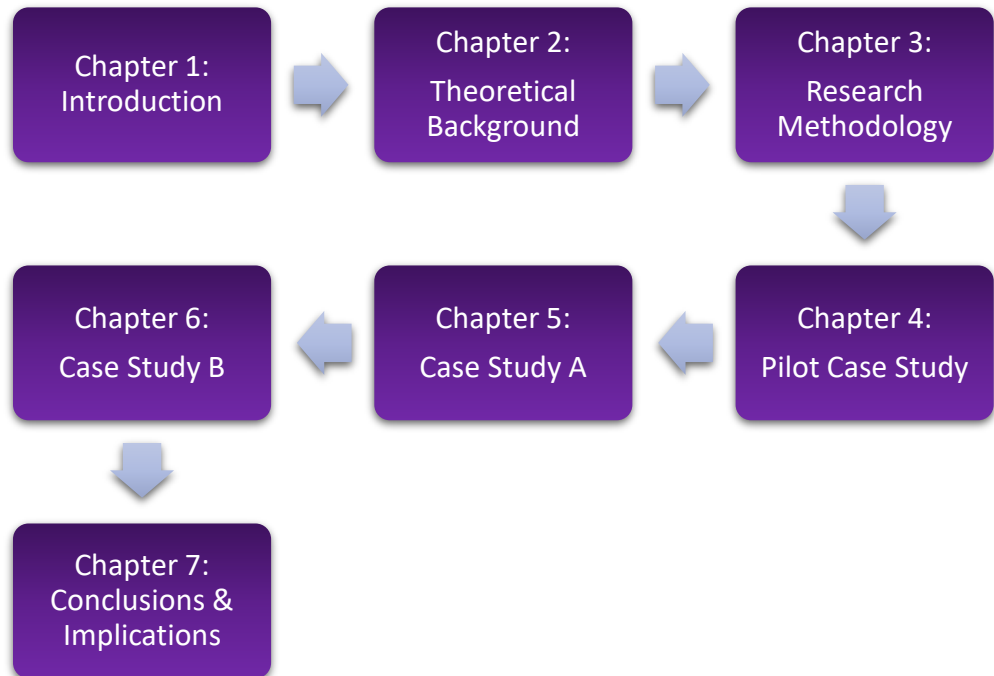 Chapter 1:
Introduction
Chapter 2:
Theoretical
Background
Chapter 3:
Research
Methodology
Chapter 4:
Pilot Case Study
Chapter 5:
Case Study A
Chapter 6:
Case Study B
Chapter 7:
Conclusions &
Implications